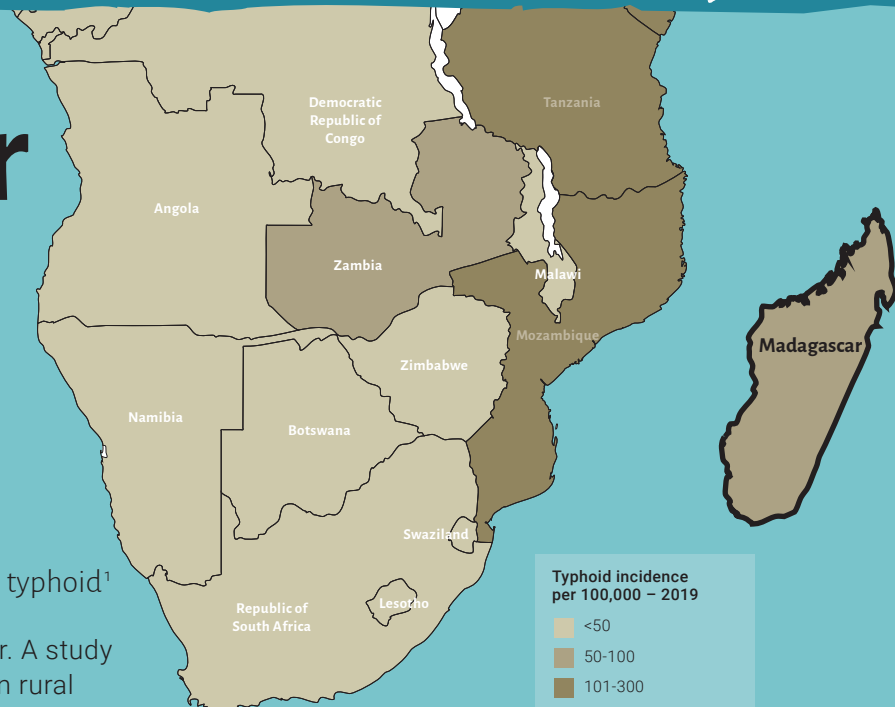 r
Democratic
Republic of
Congo
Tanzania
Angola
Zambia
Malawi
Mozambique
Madagascar
Zimbabwe
Namibia
Botswana
Swaziland
Lesotho
Republic of
South Africa
typhoid¹
r. A study
n rural
Typhoid incidence
per 100,000 – 2019
<50
50-100
101-300